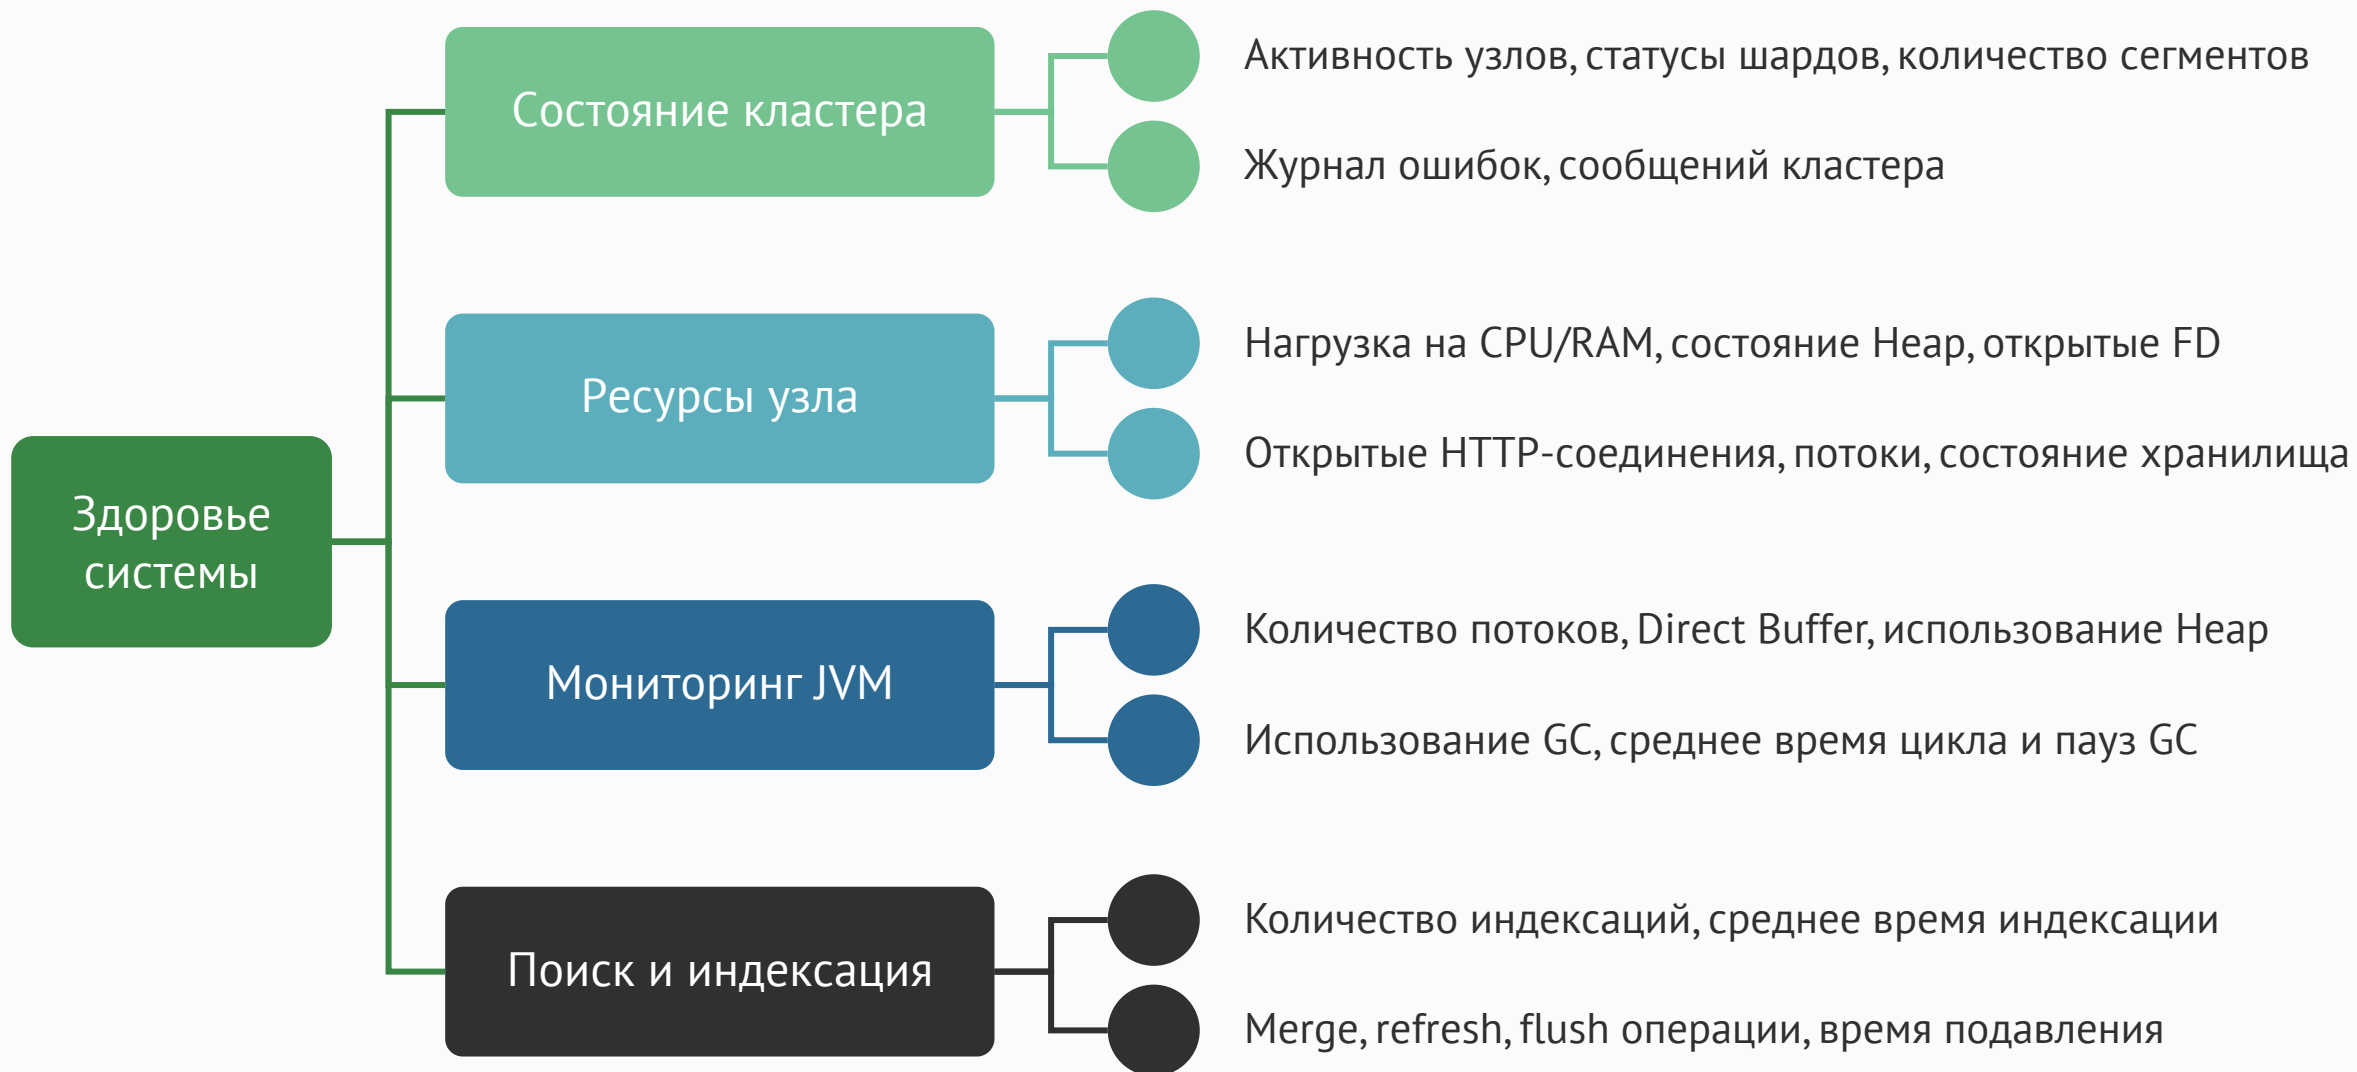 Здоровье
системы
Состояние кластера
Активность узлов, статусы шардов, количество сегментов
Журнал ошибок, сообщений кластера
Ресурсы узла
Нагрузка на CPU/RAM, состояние Heap, открытые FD
Открытые HTTP-соединения, потоки, состояние хранилища
Мониторинг JVM
Количество потоков, Direct Buffer, использование Heap
Использование GC, среднее время цикла и пауз GC
Поиск и индексация
Количество индексаций, среднее время индексации
Merge, refresh, flush операции, время подавления